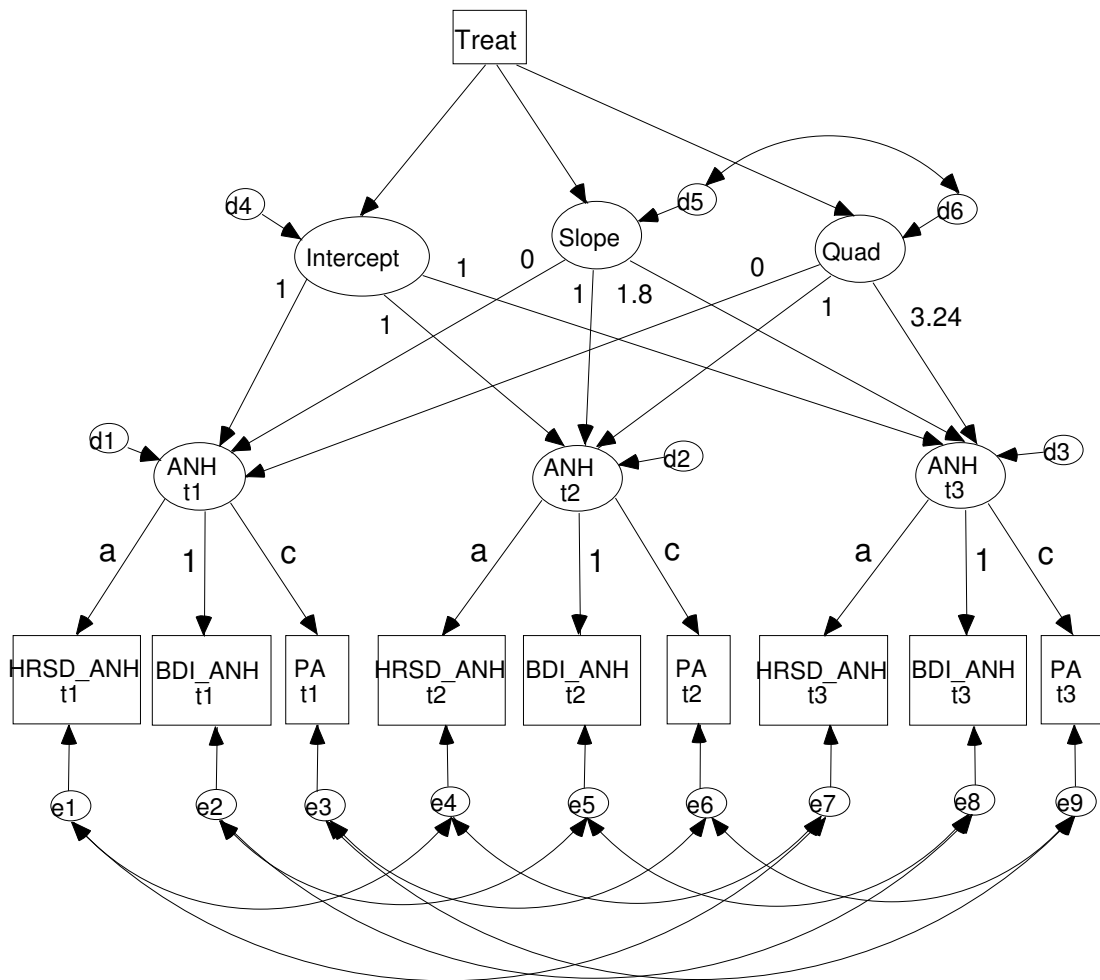 Treat
d4
d5
d6
Intercept
Slope
Quad
1
1
1
0
1
1.8
0
1
3.24
d1
d2
d3
ANH
t1
ANH
t2
ANH
t3
a
1
c
a
1
c
a
1
c
HRSD_ANH
t1
BDI_ANH
t1
PA
t1
HRSD_ANH
t2
BDI_ANH
t2
PA
t2
HRSD_ANH
t3
BDI_ANH
t3
PA
t3
e1
e2
e3
e4
e5
e6
e7
e8
e9